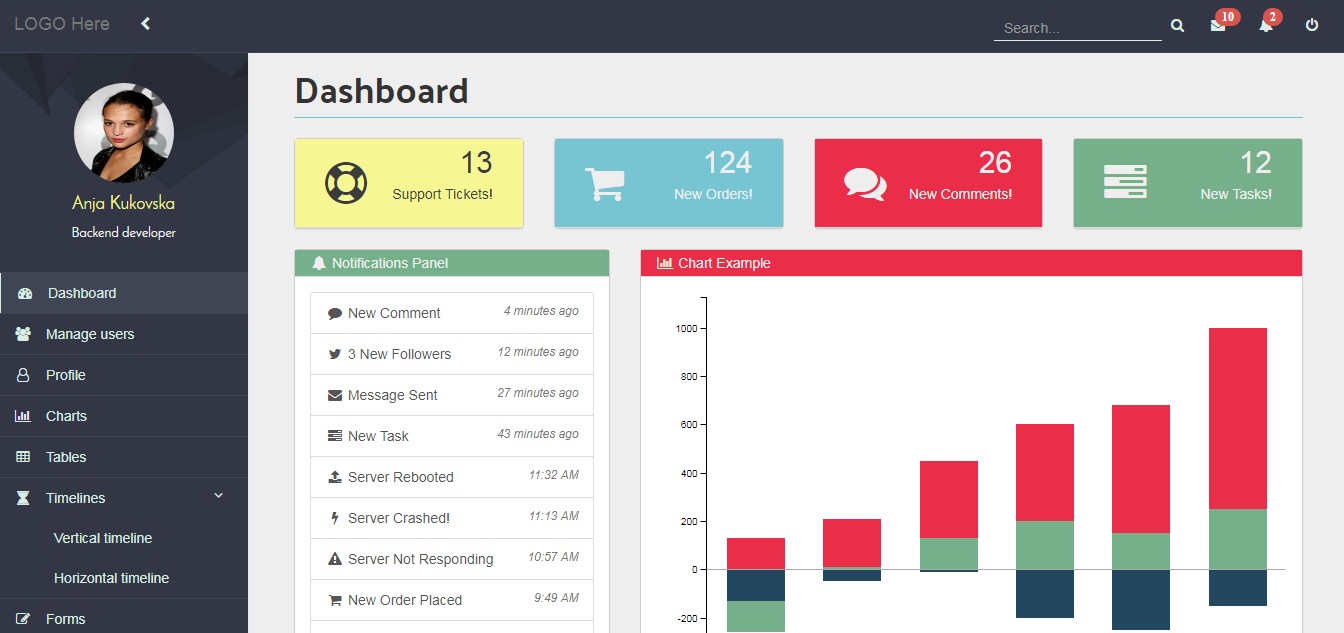 LOGO Here
Search...
10
2
Anja Kukovska
Backend developer
Dashboard
Manage users
Profile
Charts
Tables
Timelines
Vertical timeline
Horizontal timeline
Forms
Dashboard
13
Support Tickets!
124
New Orders!
26
New Comments!
12
New Tasks!
Notifications Panel
New Comment 4 minutes ago
3 New Followers 12 minutes ago
Message Sent 27 minutes ago
New Task 43 minutes ago
Server Rebooted 11:32 AM
Server Crashed! 11:13 AM
Server Not Responding 10:57 AM
New Order Placed 9:49 AM
Chart Example
1000
800
600
400
200
0
-200